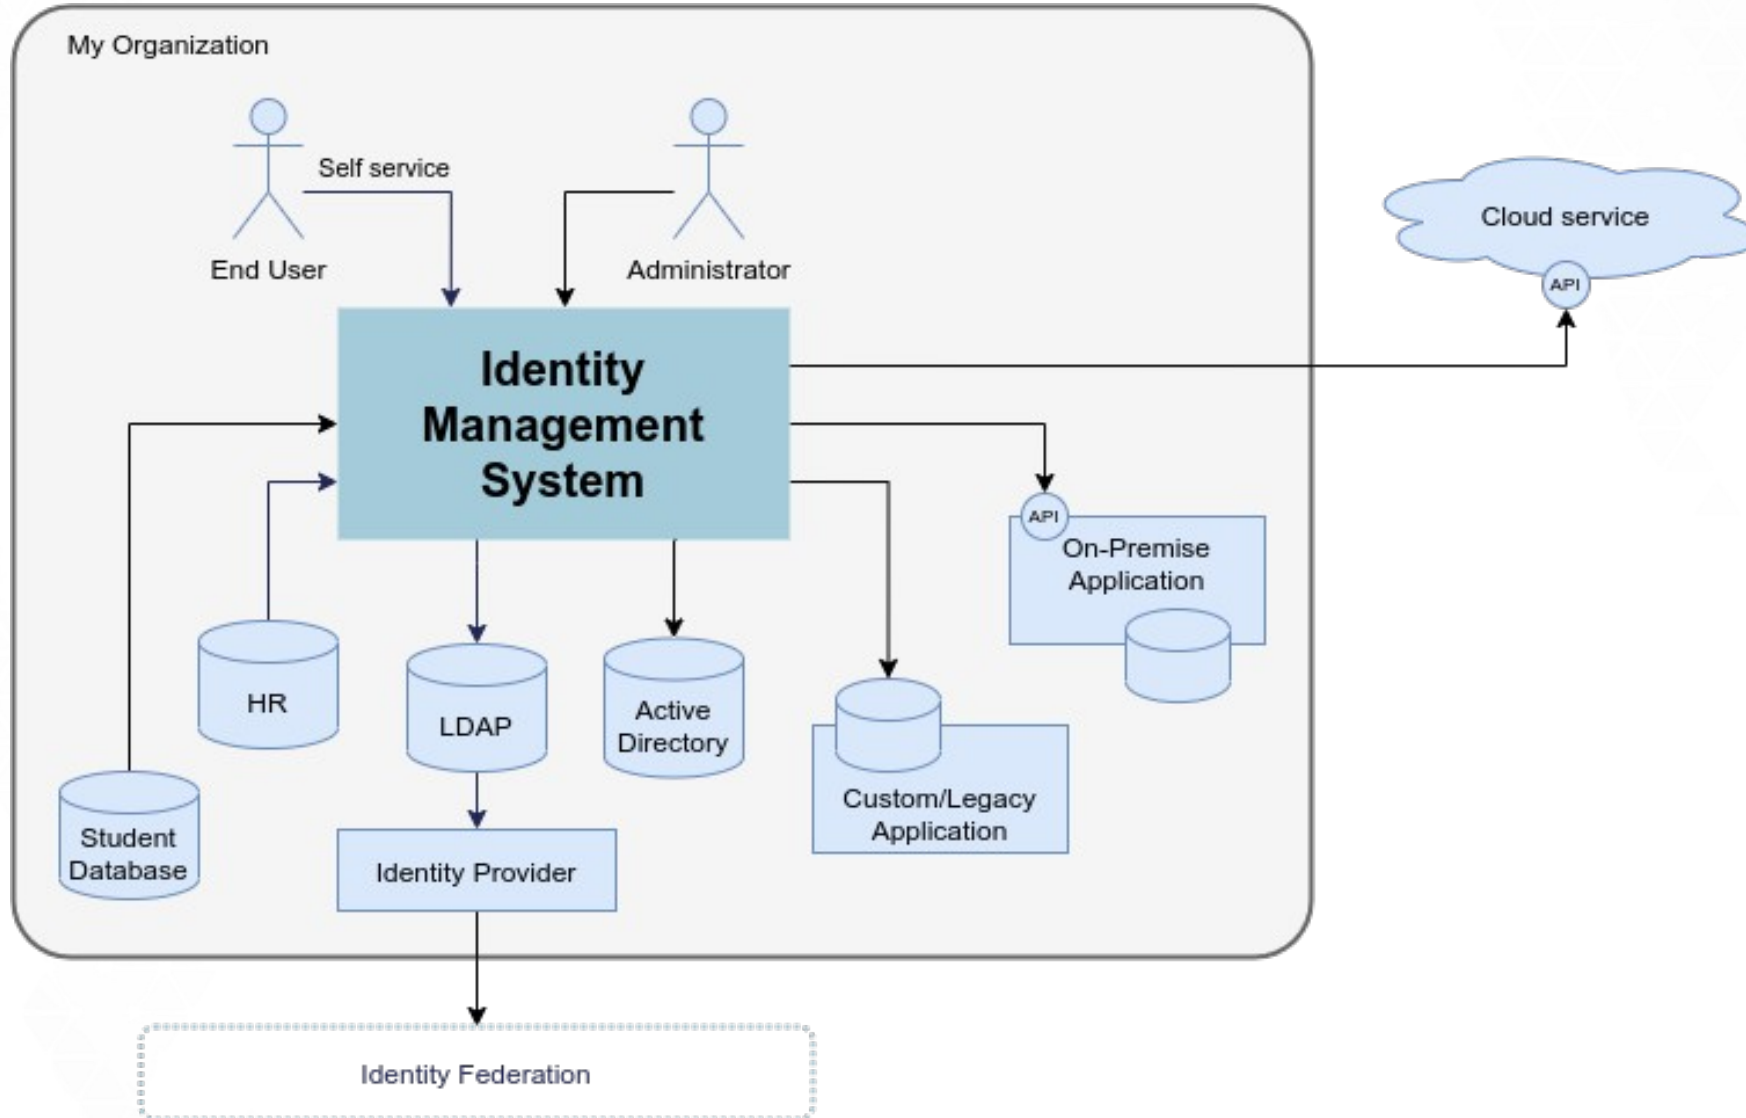 My Organization
Self service
End User
Administrator
Cloud service
API
Identity
Management
System
API
On-Premise
Application
HR
LDAP
Active
Directory
Custom/Legacy
Application
Student
Database
Identity Provider
Identity Federation